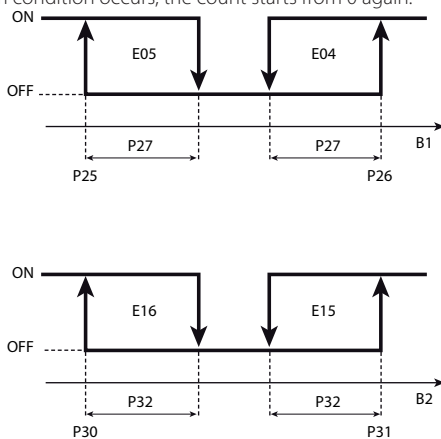 condition occurs, the count starts from 0 again.
ON
E05 E04
OFF
P27 P27 B1
P25 P26
ON
E16 E15
OFF
P32 P32 B2
P30 P31